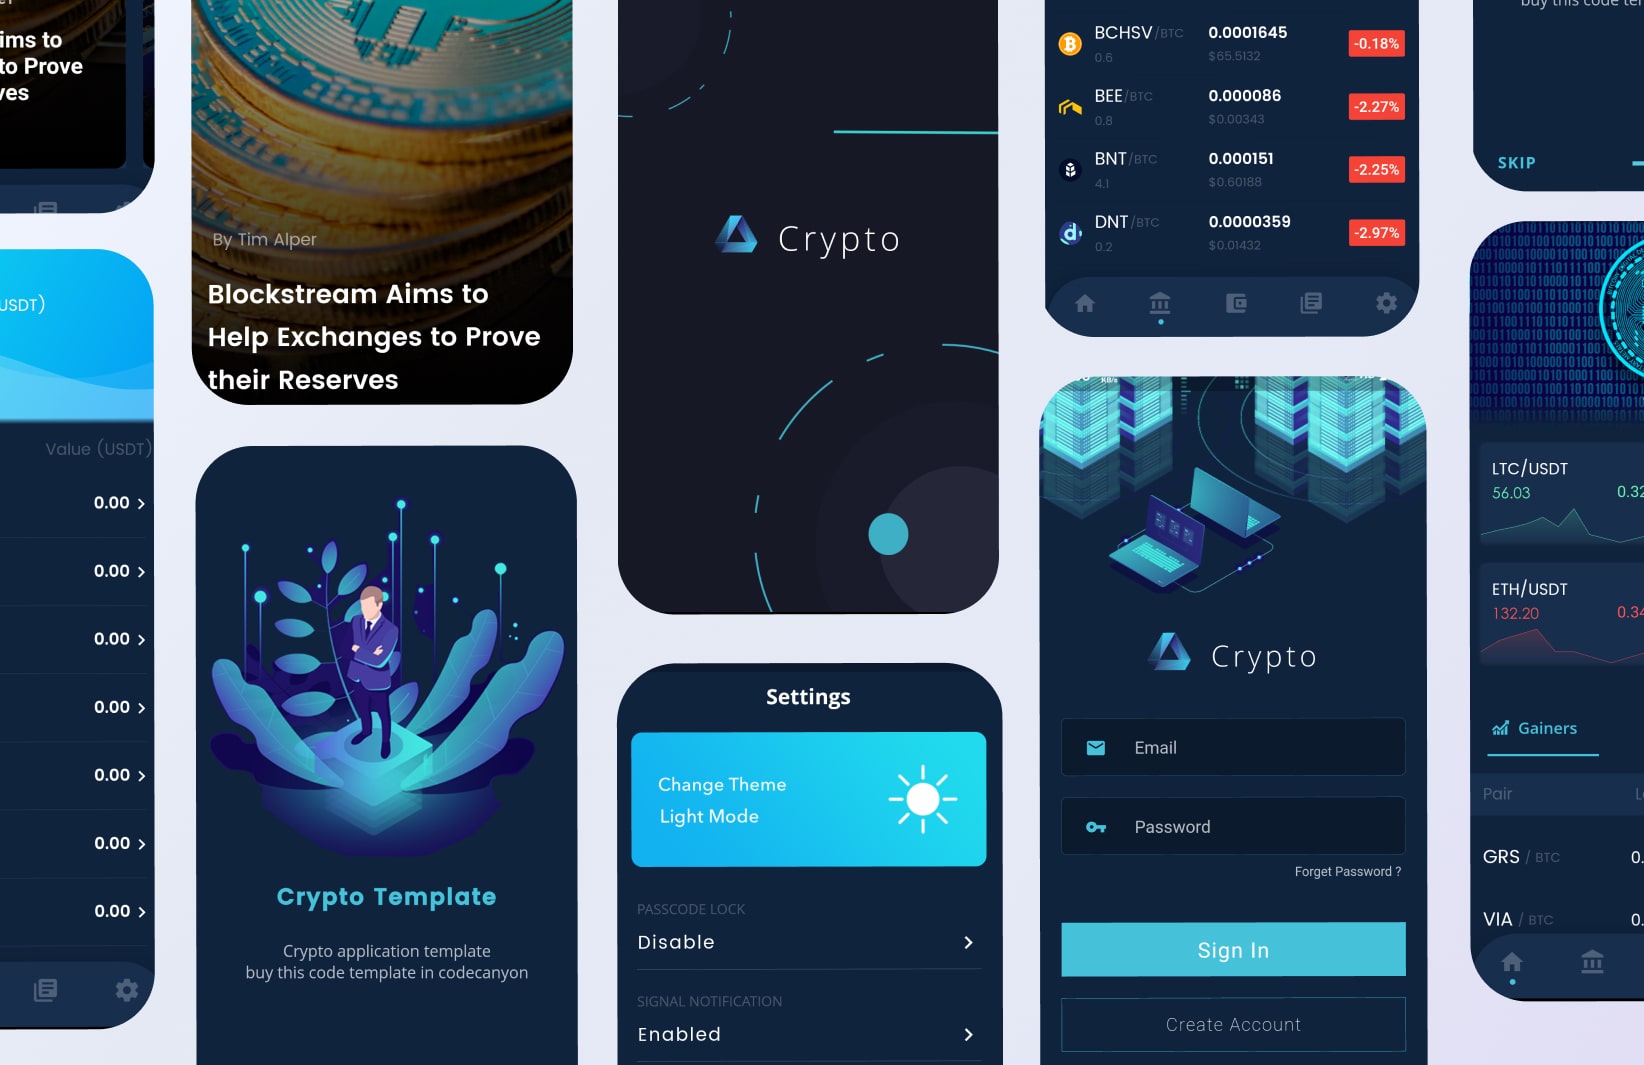 ims to
to Prove
ves
USDT)
Value (USDT)
0.00
0.00
0.00
0.00
0.00
0.00
0.00
By Tim Alper
Blockstream Aims to
Help Exchanges to Prove
their Reserves
Crypto Template
Crypto application template
buy this code template in codecanyon
Crypto
Settings
Change Theme
Light Mode
PASSCODE LOCK
Disable
SIGNAL NOTIFICATION
Enabled
BCHSV/BTC 0.0001645 -0.18%
0.6 $65.5132
BEE/BTC 0.000086 -2.27%
0.8 $0.00343
BNT/BTC 0.000151 -2.25%
4.1 $0.60188
DNT/BTC 0.0000359 -2.97%
0.2 $0.01432
KB/s
Crypto
Email
Password
Forget Password ?
Sign In
Create Account
buy this code ter
SKIP
LTC/USDT
56.03 0.32
ETH/USDT
132.20 0.34
Gainers
Pair L
GRS / BTC 0.
VIA / BTC 0.